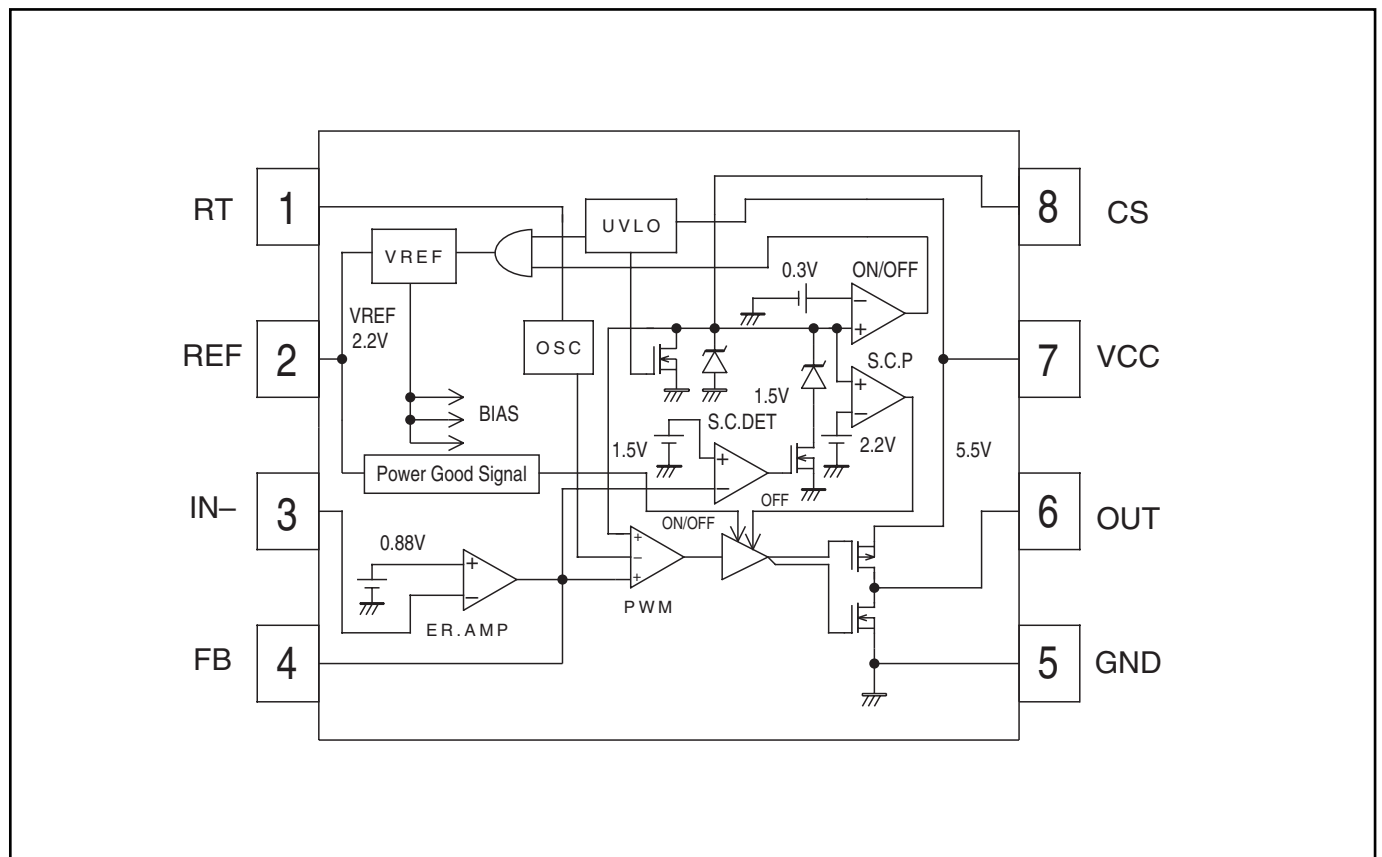 RT
1
8
CS
UVLO
VREF
0.3V
ON/OFF
VREF
2.2V
REF
2
OSC
S.C.P
7
VCC
1.5V
BIAS
S.C.DET
1.5V
2.2V
5.5V
Power Good Signal
IN–
3
OFF
6
OUT
ON/OFF
0.88V
+
−
+
−
+
−
+
−
+
−
+
PWM
ER.AMP
FB
4
5
GND